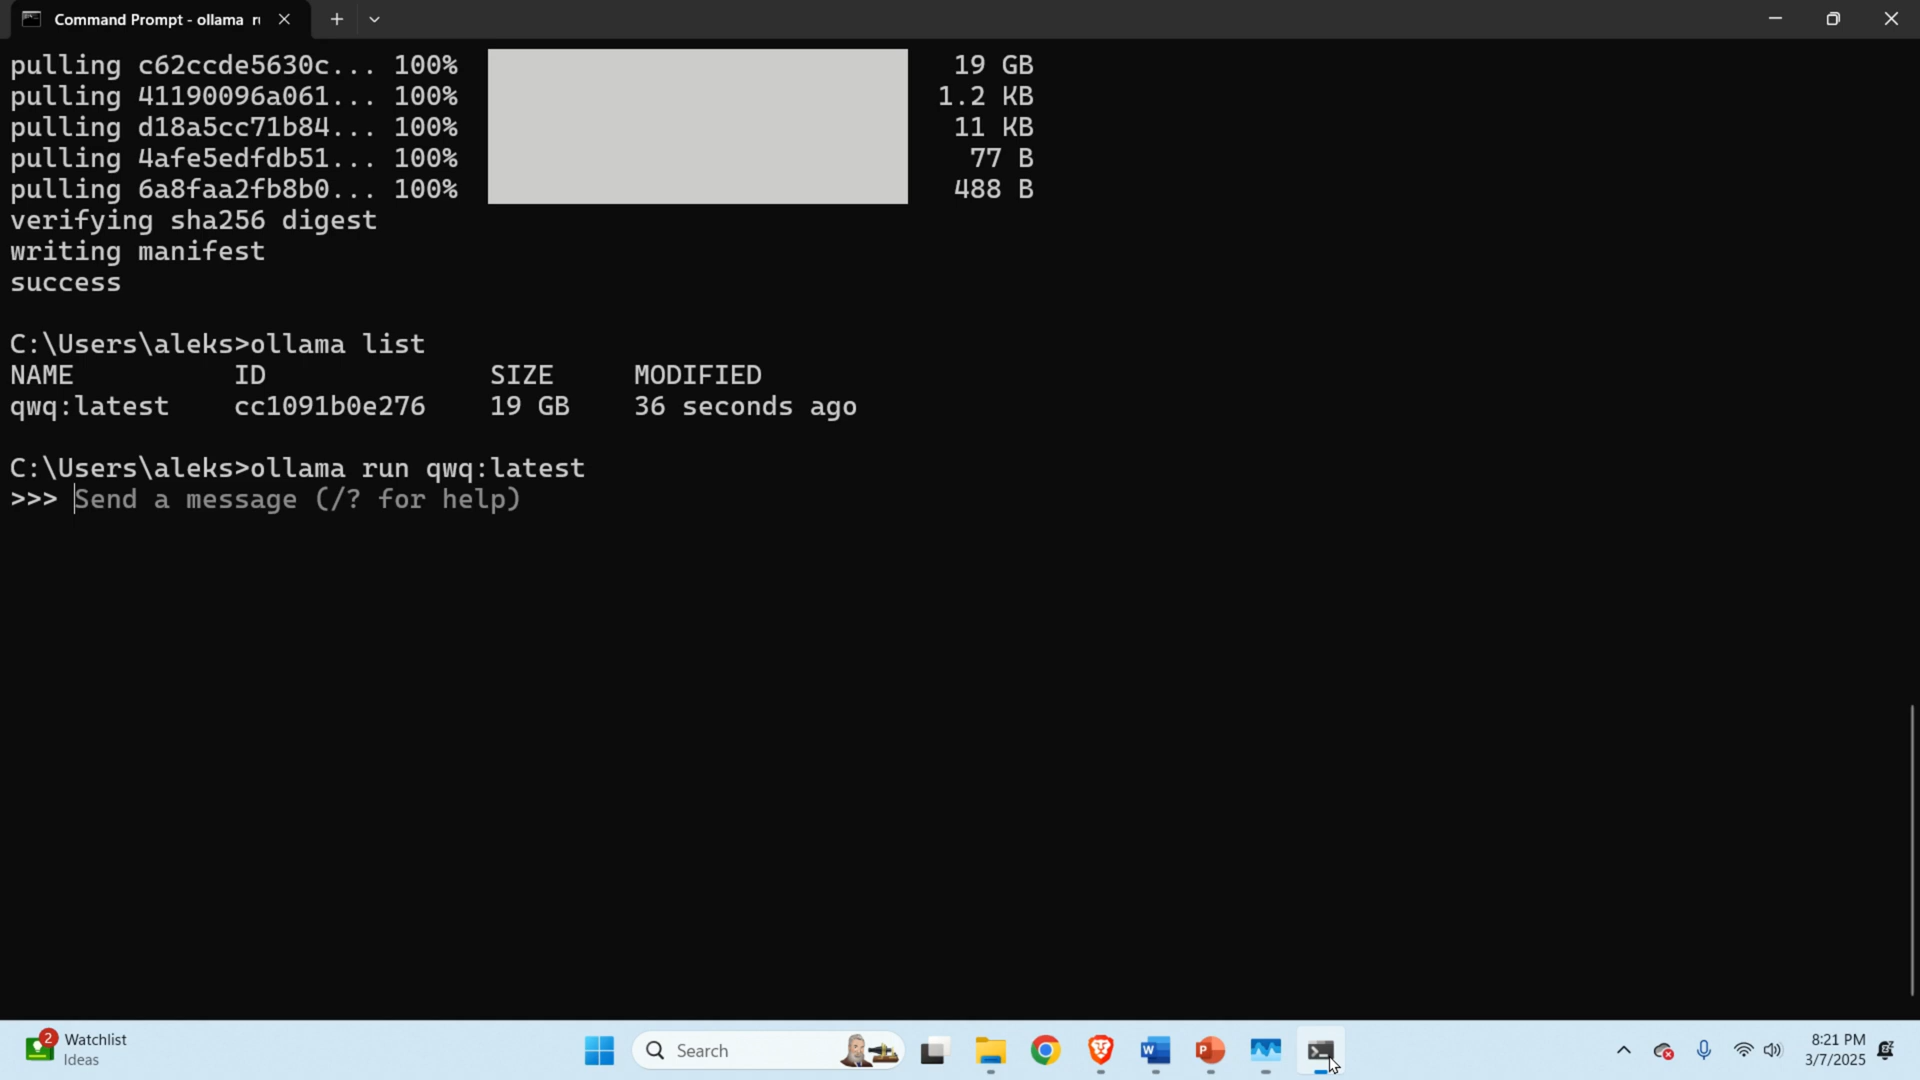 Command Prompt - ollama r
pulling c62ccde5630c... 100% 19 GB
pulling 41190096a061... 100% 1.2 KB
pulling d18a5cc71b84... 100% 11 KB
pulling 4afe5edfdb51... 100% 77 B
pulling 6a8faa2fb8b0... 100% 488 B
verifying sha256 digest
writing manifest
success
C:\Users\aleks>ollama list
NAME ID SIZE MODIFIED
qwq:latest cc1091b0e276 19 GB 36 seconds ago
C:\Users\aleks>ollama run qwq:latest
>>> Send a message (/? for help)
2
Watchlist
Ideas
Search
8:21 PM
3/7/2025